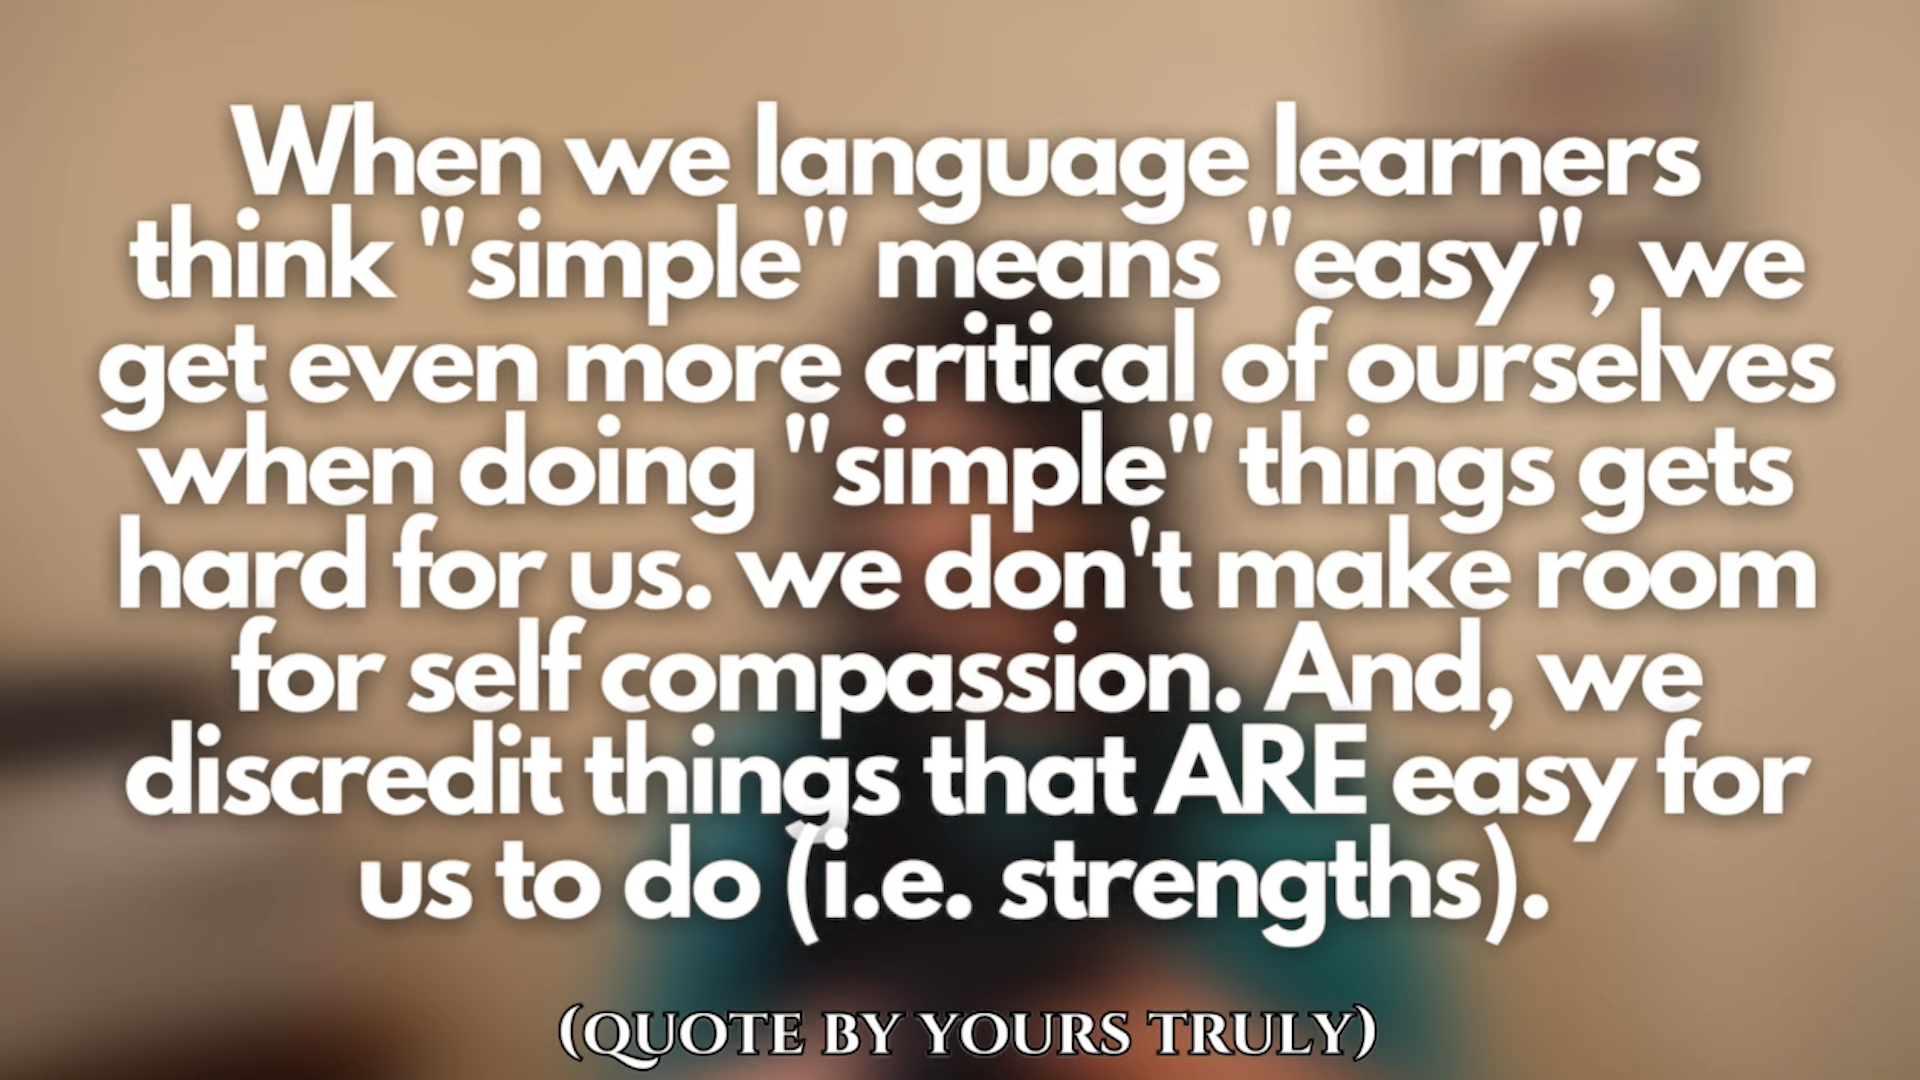 When we language learners
think "simple" means "easy", we
get even more critical of ourselves
when doing "simple" things gets
hard for us. we don't make room
for self compassion. And, we
discredit things that ARE easy for
us to do (i.e. strengths).
(QUOTE BY YOURS TRULY)